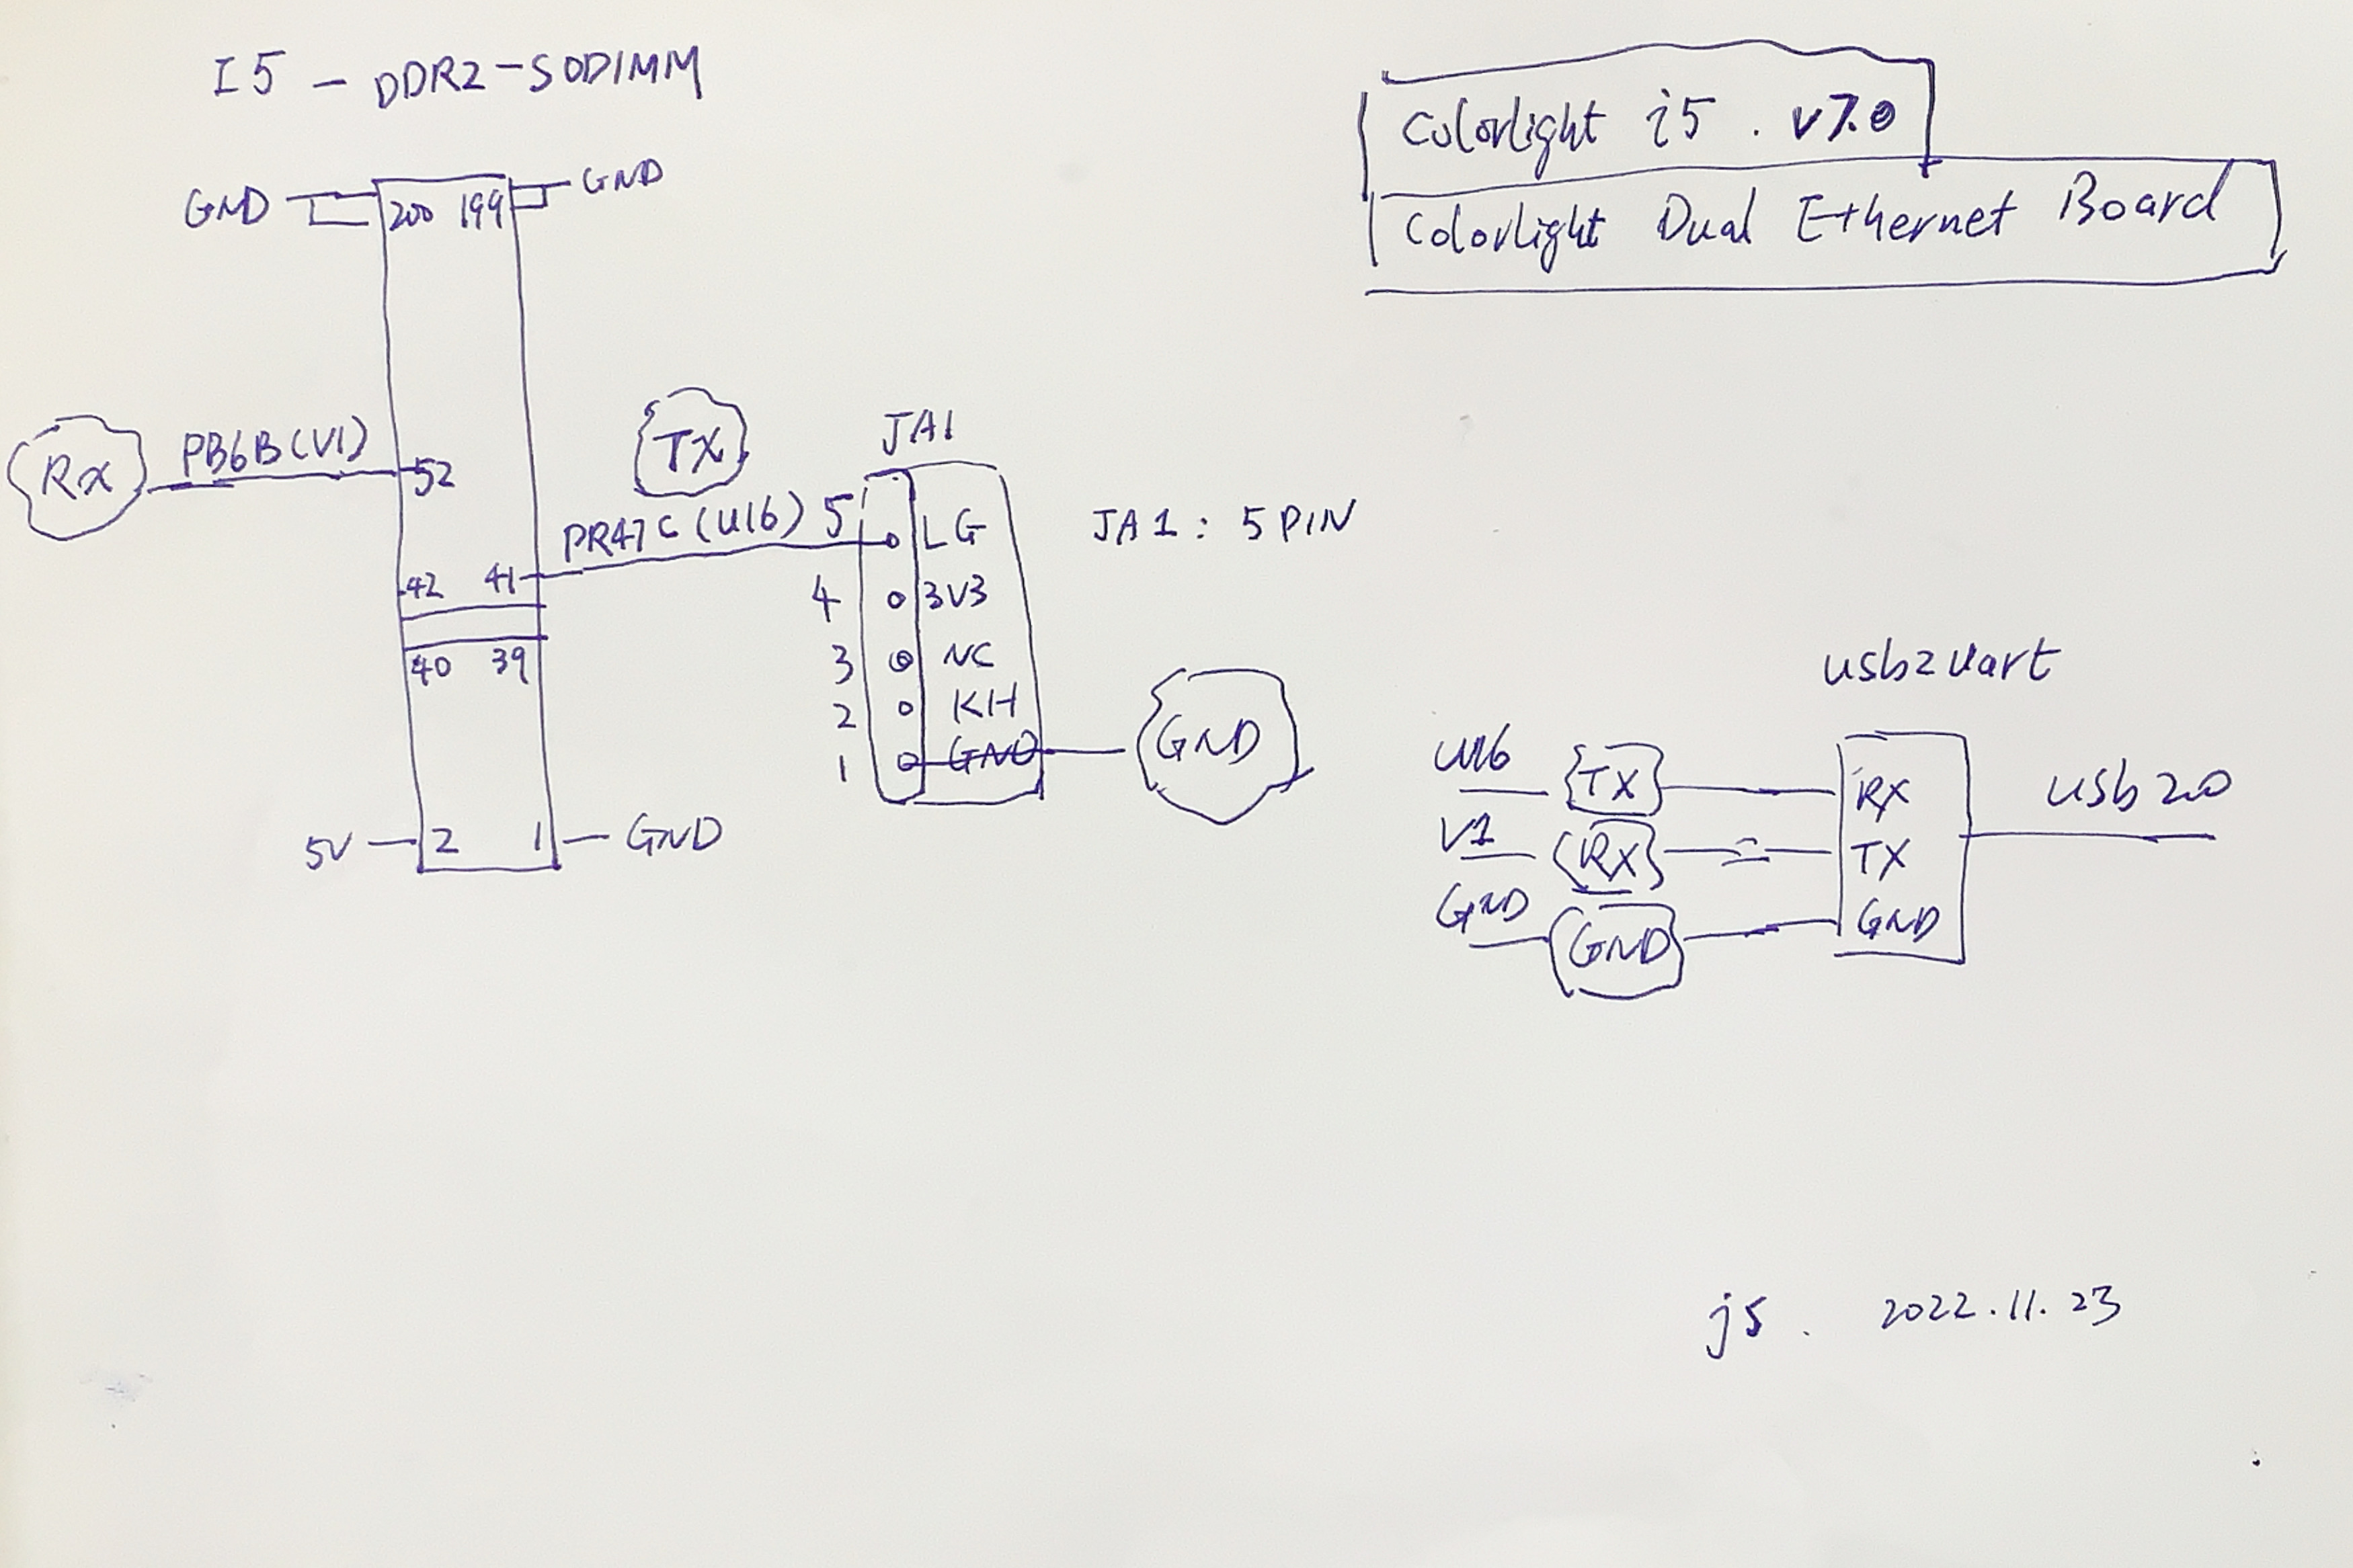 I5 - DDR2-SODIMM
Colorlight i5 . v7.0
Colorlight Dual Ethernet Board
GND 200 199 GND
RX PB6B(V1) 52
TX
PR47C(U16)
42 41
40 39
5V 2 1 GND
JA1
5 LG
4 3V3
3 NC
2 KH
1 GND GND
JA1: 5PIN
usb2uart
U16 TX RX
V1 RX TX
GND GND GND
usb2.0
js. 2022.11.23